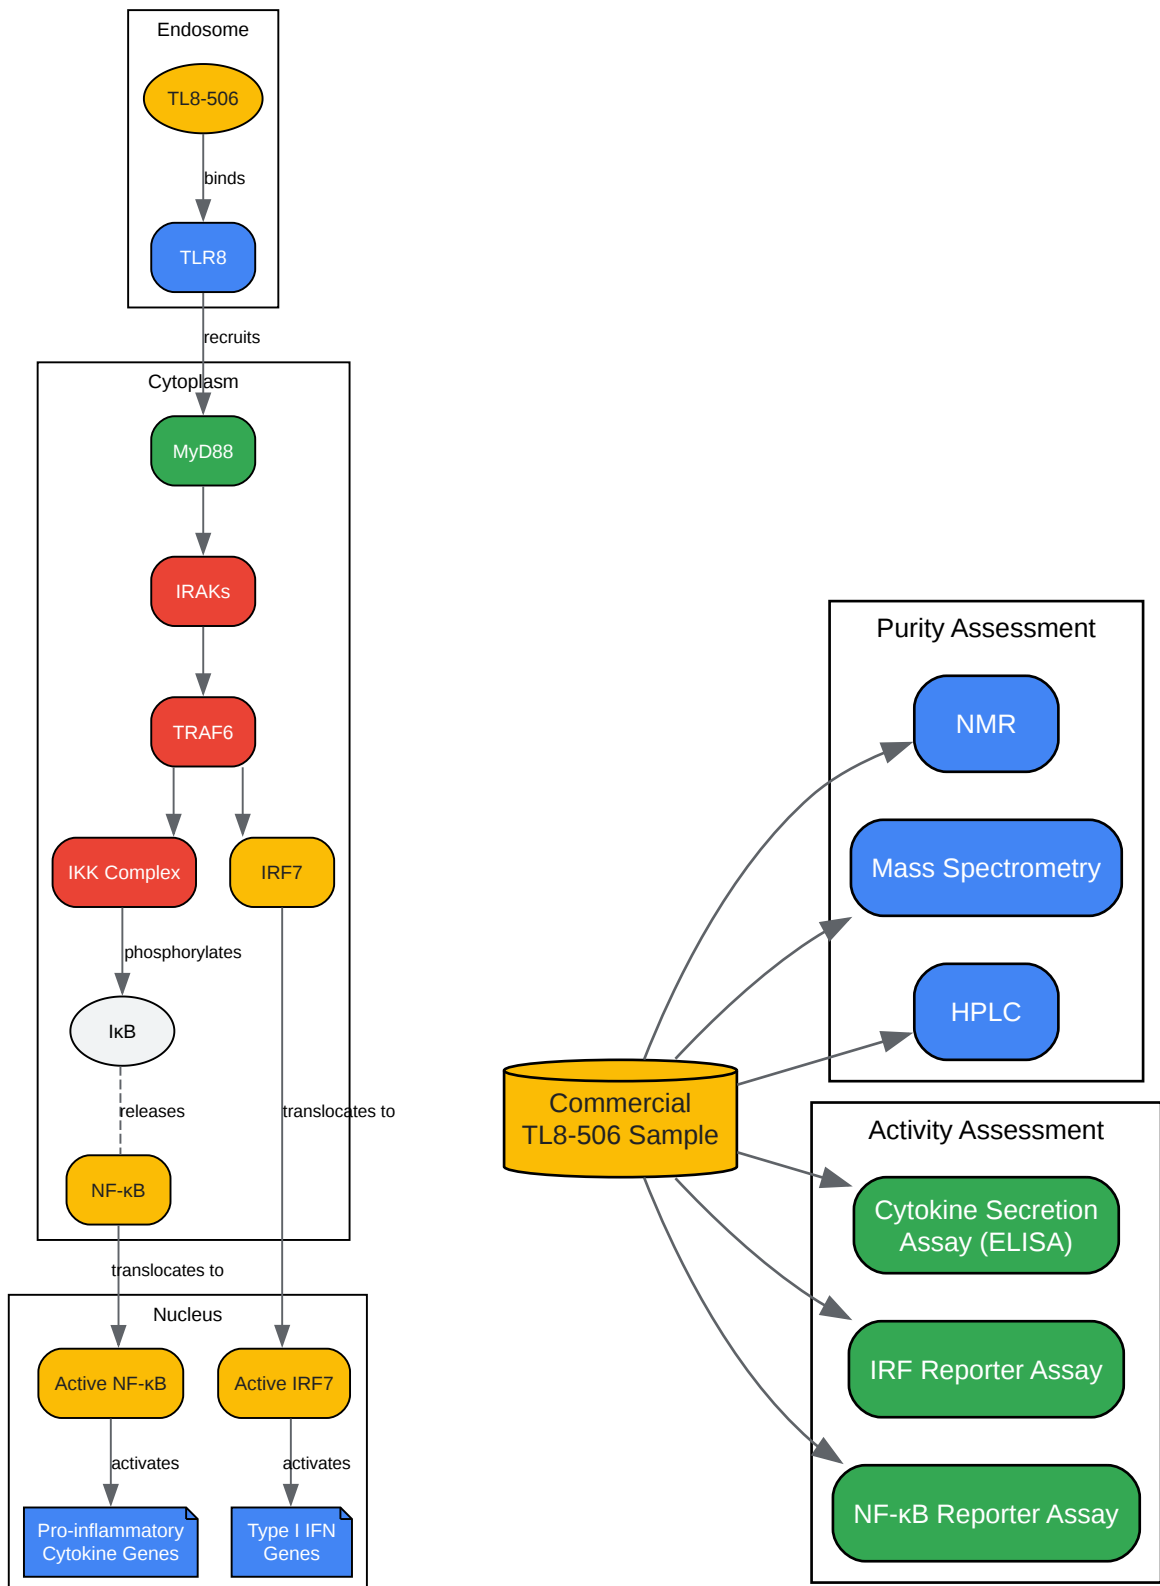 Endosome
TL8-506
binds
TLR8
recruits
Cytoplasm
MyD88
IRAKs
TRAF6
IKK Complex
IRF7
phosphorylates
IκB
releases
translocates to
NF-κB
translocates to
Nucleus
Active NF-κB
Active IRF7
activates
activates
Pro-inflammatory
Cytokine Genes
Type I IFN
Genes
Purity Assessment
NMR
Mass Spectrometry
HPLC
Commercial
TL8-506 Sample
Activity Assessment
Cytokine Secretion
Assay (ELISA)
IRF Reporter Assay
NF-κB Reporter Assay